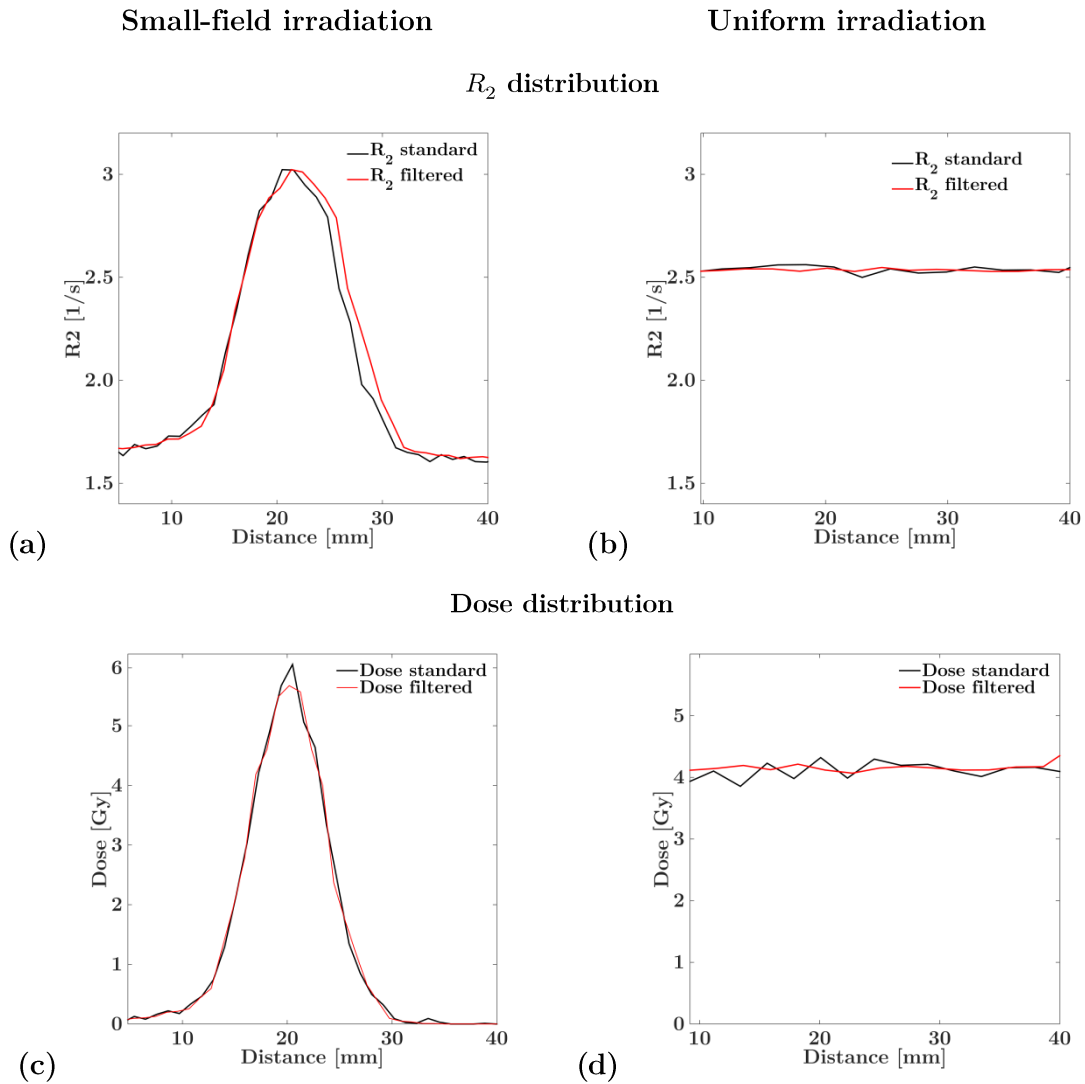 Small-field irradiation
Uniform irradiation
R2 distribution
R2 standard
R2 filtered
3
2.5
2.0
1.5
R2 [1/s]
10 20 30 40
Distance [mm]
(a)
R2 standard
R2 filtered
3
2.5
2.0
1.5
R2 [1/s]
10 20 30 40
Distance [mm]
(b)
Dose distribution
Dose standard
Dose filtered
6
5
4
3
2
1
0
Dose [Gy]
10 20 30 40
Distance [mm]
(c)
Dose standard
Dose filtered
5
4
3
2
1
0
Dose [Gy]
10 20 30 40
Distance [mm]
(d)